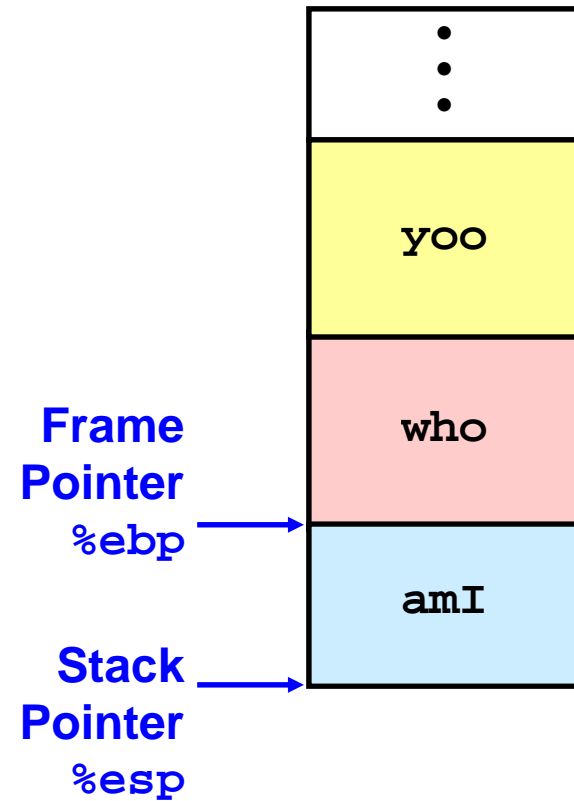 •
•
•
yoo
who
Frame
Pointer
%ebp
amI
Stack
Pointer
%esp